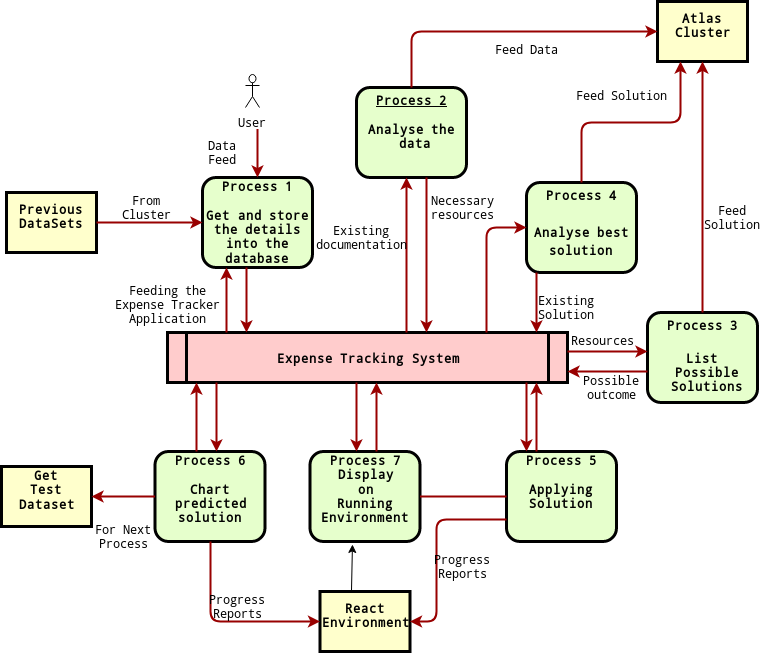 Atlas
Cluster
Feed Data
Feed Solution
User
Process 2
Analyse the
data
Data
Feed
Process 1
Get and store
the details
into the
database
Previous
DataSets
From
Cluster
Necessary
resources
Process 4
Analyse best
solution
Feed
Solution
Existing
documentation
Feeding the
Expense Tracker
Application
Existing
Solution
Process 3
List
Possible
Solutions
Resources
Expense Tracking System
Possible
outcome
Process 6
Chart
predicted
solution
Process 7
Display
on
Running
Environment
Process 5
Applying
Solution
Get
Test
Dataset
For Next
Process
Progress
Reports
Progress
Reports
React
Environment